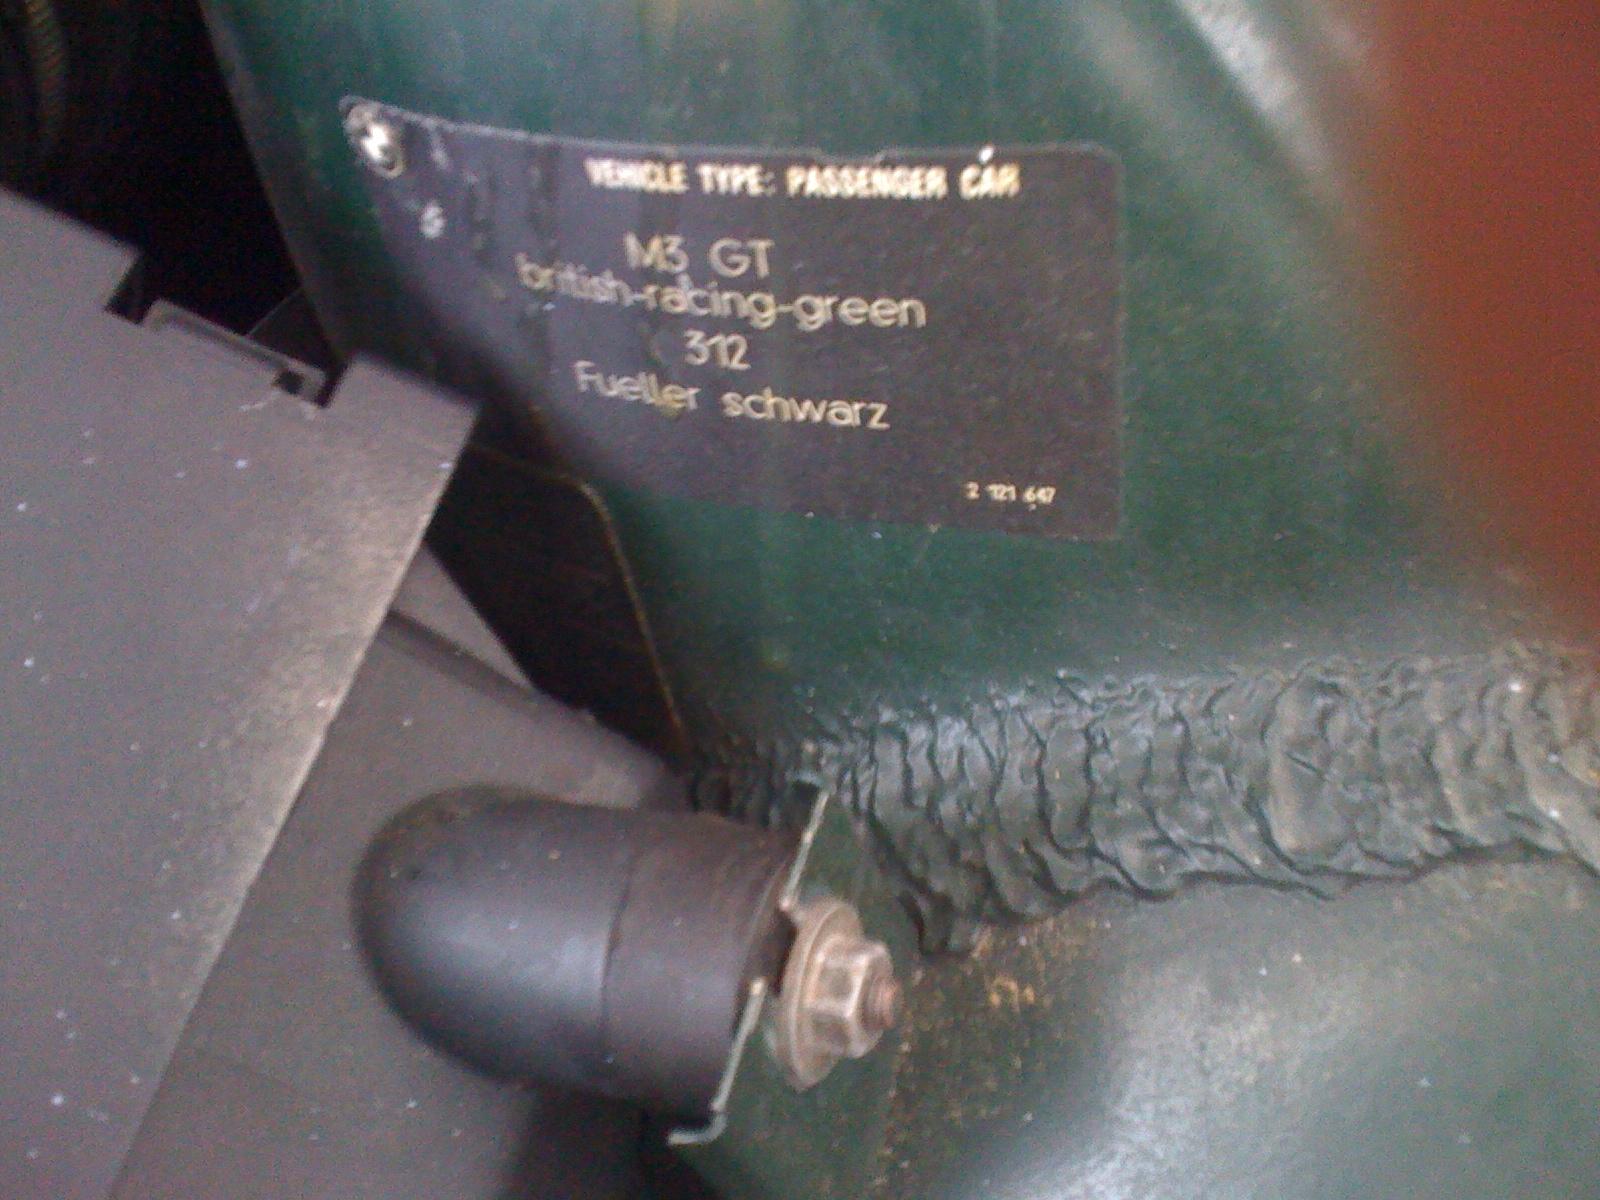 VEHICLE TYPE: PASSENGER CAR
M3 GT
british-racing-green
312
Fueller schwarz
2 121 647